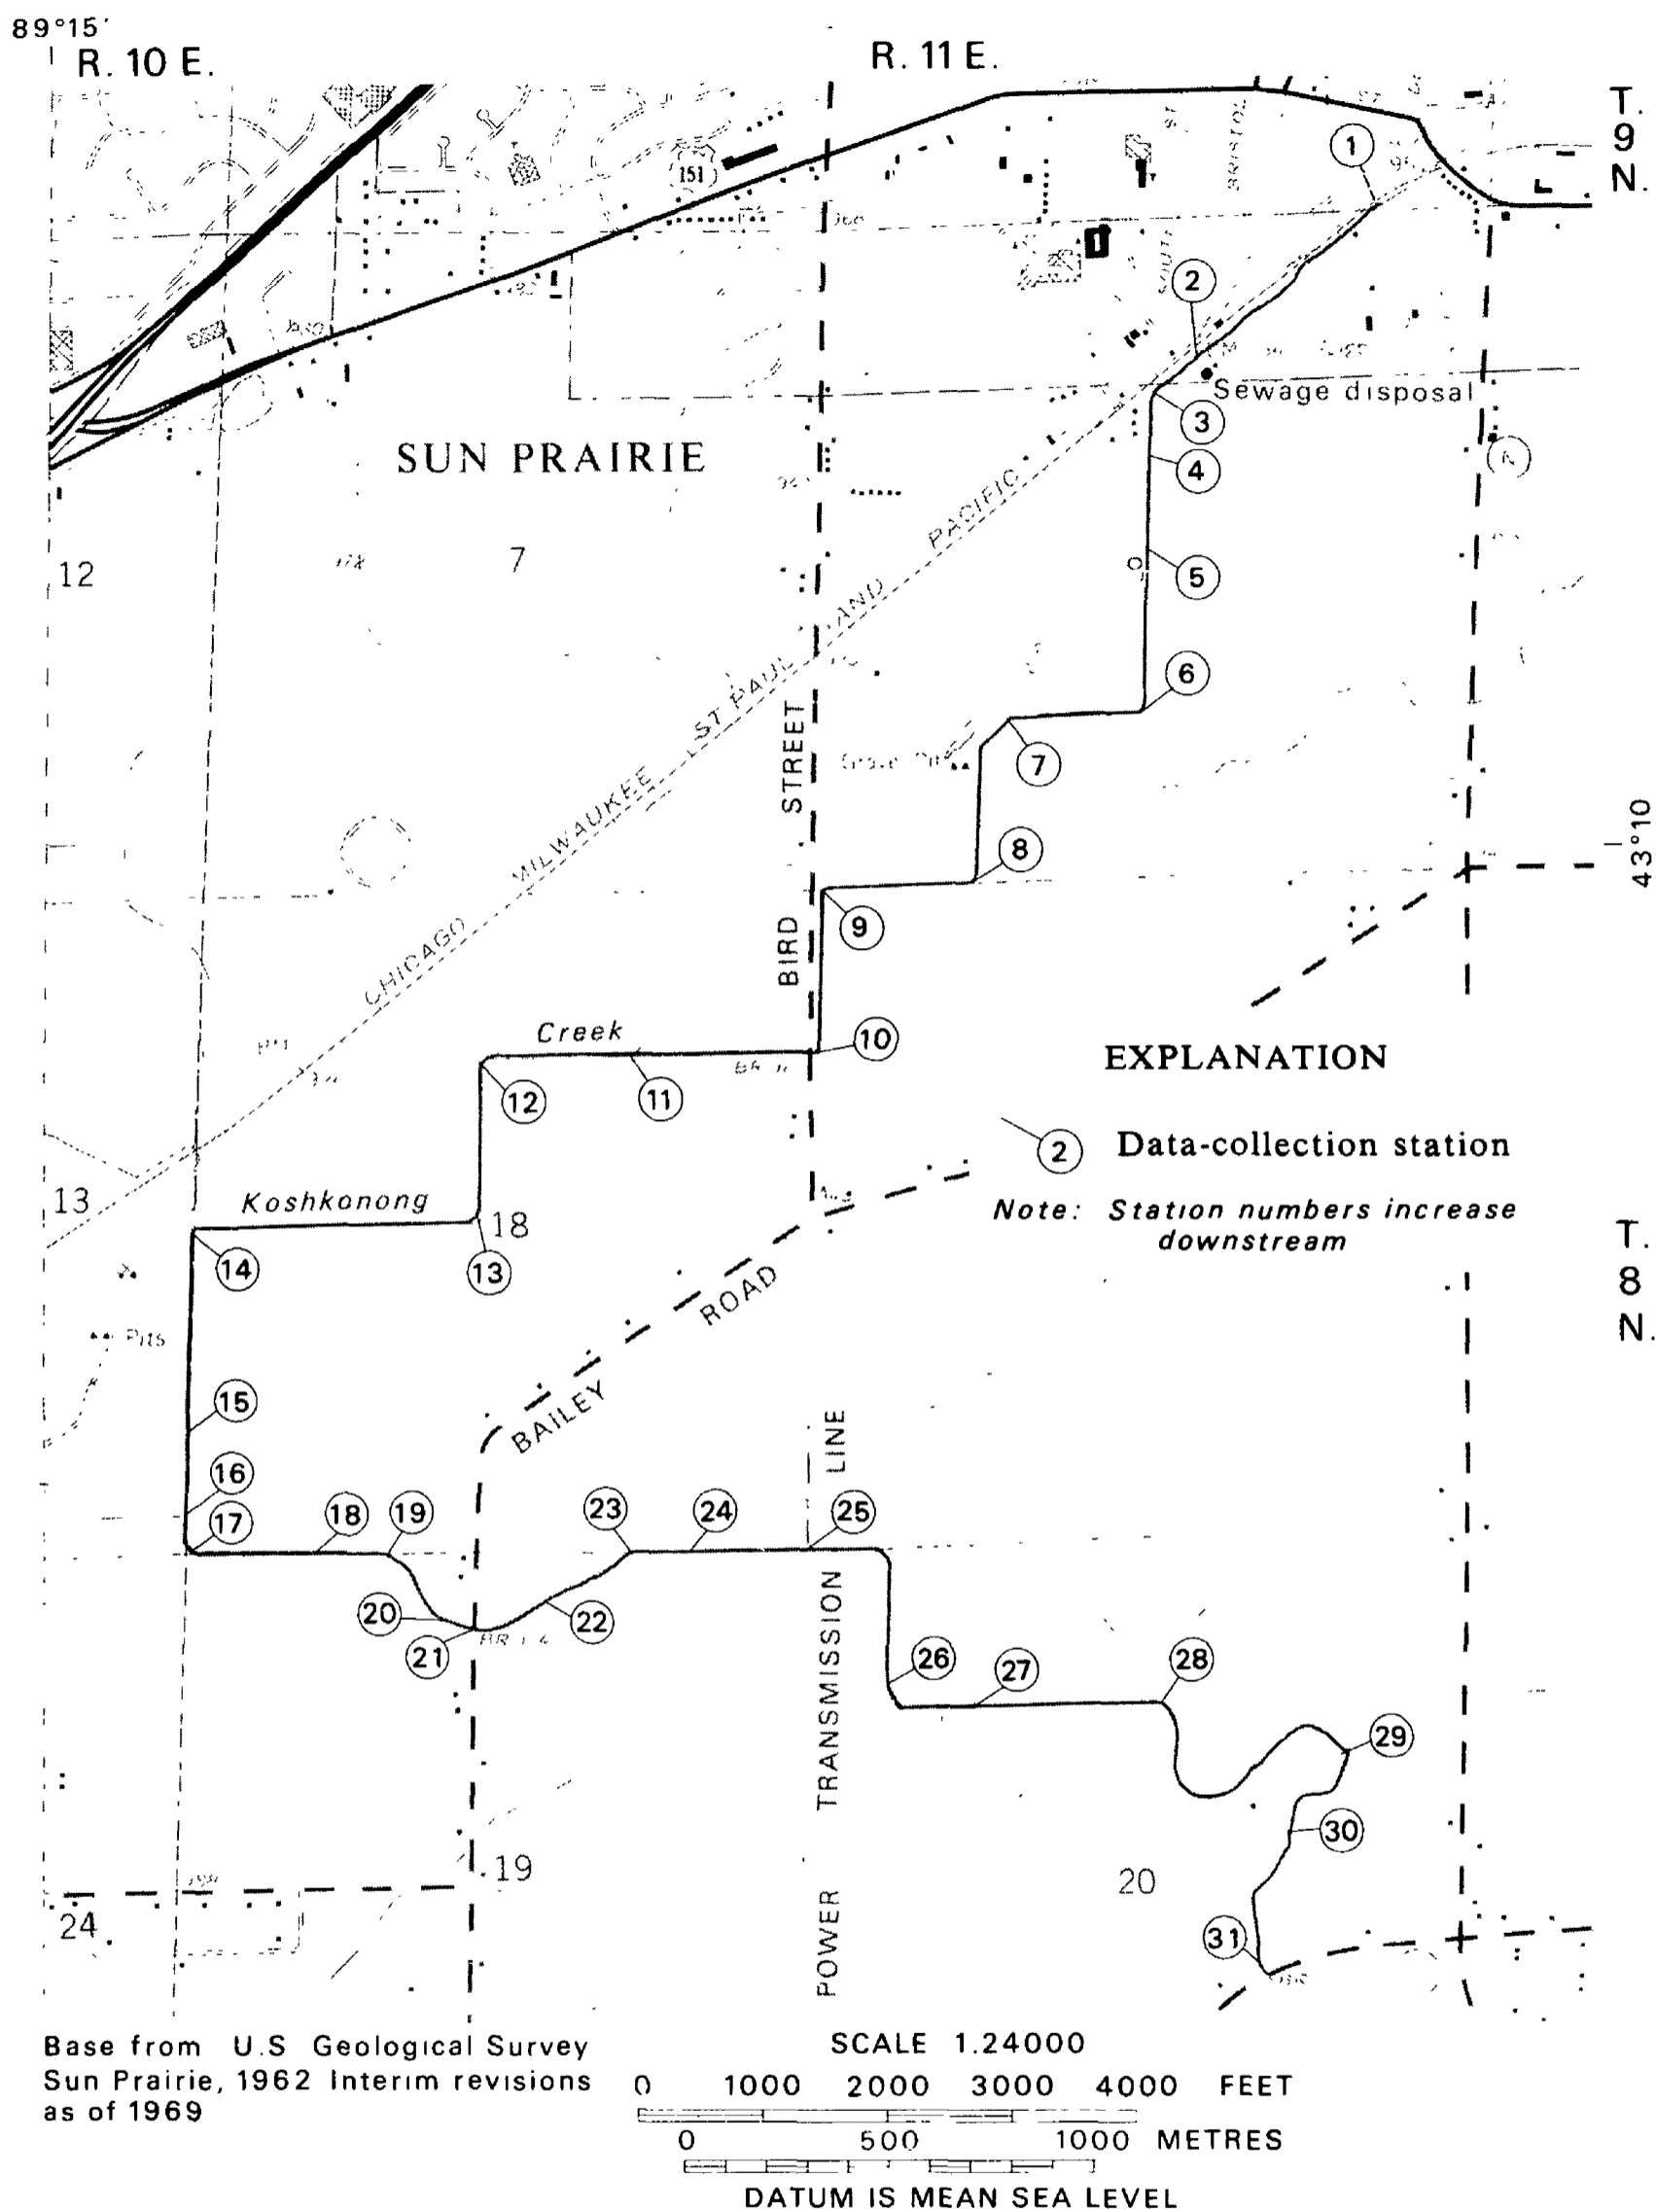 89°15'
R. 10 E.
R. 11 E.
T.
9
N.
151
BRISTOL
1
2
Sewage disposal
3
SUN PRAIRIE
4
5
12
7
CHICAGO MILWAUKEE ST PAUL AND PACIFIC
6
7
BIRD STREET
8
43°10
9
10
Creek
11
12
EXPLANATION
2 Data-collection station
Note: Station numbers increase
downstream
13
Koshkonong
18
13
14
T.
8
N.
BAILEY ROAD
Pits
15
16
17
18
19
20
21
22
23
24
25
POWER TRANSMISSION LINE
26
27
28
29
30
31
19
20
24
Base from U.S Geological Survey
Sun Prairie, 1962 Interim revisions
as of 1969
SCALE 1.24000
0 1000 2000 3000 4000 FEET
0 500 1000 METRES
DATUM IS MEAN SEA LEVEL